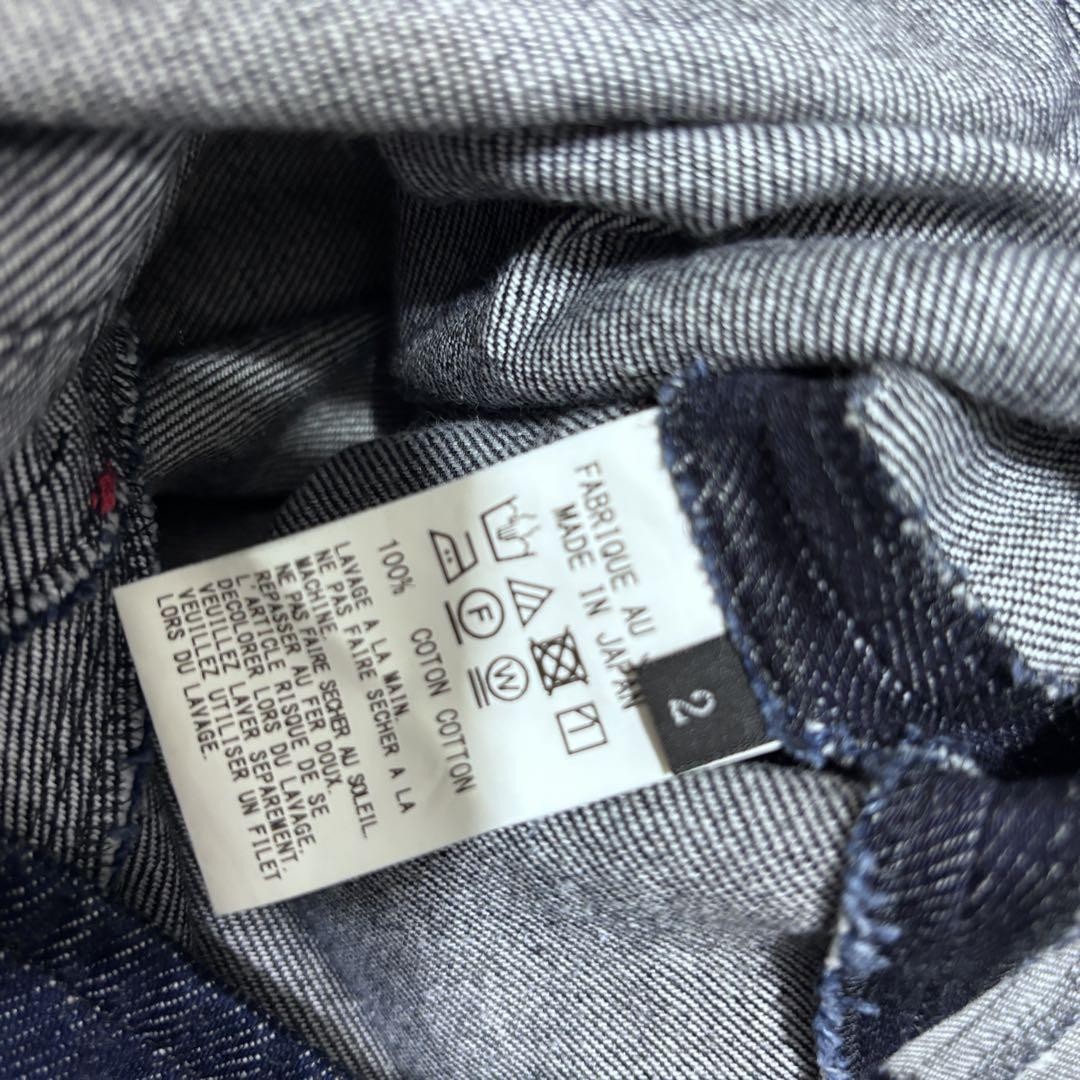 FABRIQUE AU
MADE IN JAPAN
2
F
W
100% COTON COTTON
LAVAGE A LA MAIN.
NE PAS FAIRE SECHER A LA
MACHINE.
NE PAS FAIRE SECHER AU SOLEIL.
REPASSER AU FER DOUX.
L'ARTICLE RISQUE DE SE
DECOLORER LORS DU LAVAGE,
VEUILLEZ LAVER SEPAREMENT.
VEUILLEZ UTILISER UN FILET
LORS DU LAVAGE.